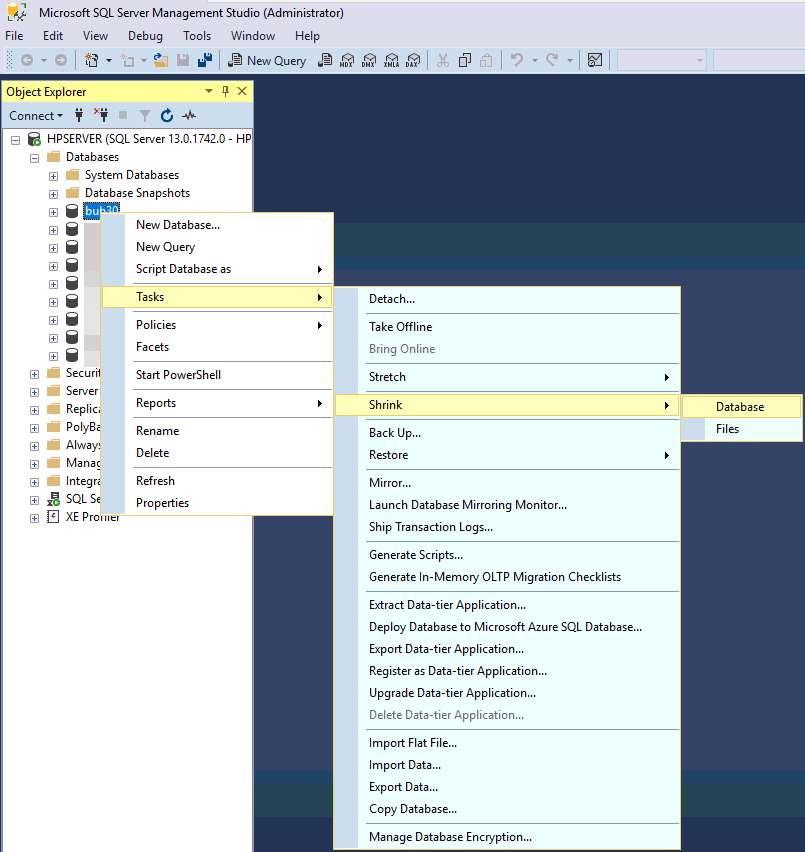 Microsoft SQL Server Management Studio (Administrator)
File Edit View Debug Tools Window Help
New Query MDX DMX XMLA DAX
Object Explorer
Connect
HPSERVER (SQL Server 13.0.1742.0 - HP
Databases
System Databases
Database Snapshots
buh30
New Database...
New Query
Script Database as
Tasks
Policies
Facets
Start PowerShell
Reports
Rename
Delete
Refresh
Properties
Securit
Server
Replica
PolyBa
Always
Manag
Integra
SQL Se
XE Profiler
Detach...
Take Offline
Bring Online
Stretch
Shrink
Back Up...
Restore
Mirror...
Launch Database Mirroring Monitor...
Ship Transaction Logs...
Generate Scripts...
Generate In-Memory OLTP Migration Checklists
Extract Data-tier Application...
Deploy Database to Microsoft Azure SQL Database...
Export Data-tier Application...
Register as Data-tier Application...
Upgrade Data-tier Application...
Delete Data-tier Application...
Import Flat File...
Import Data...
Export Data...
Copy Database...
Manage Database Encryption...
Database
Files